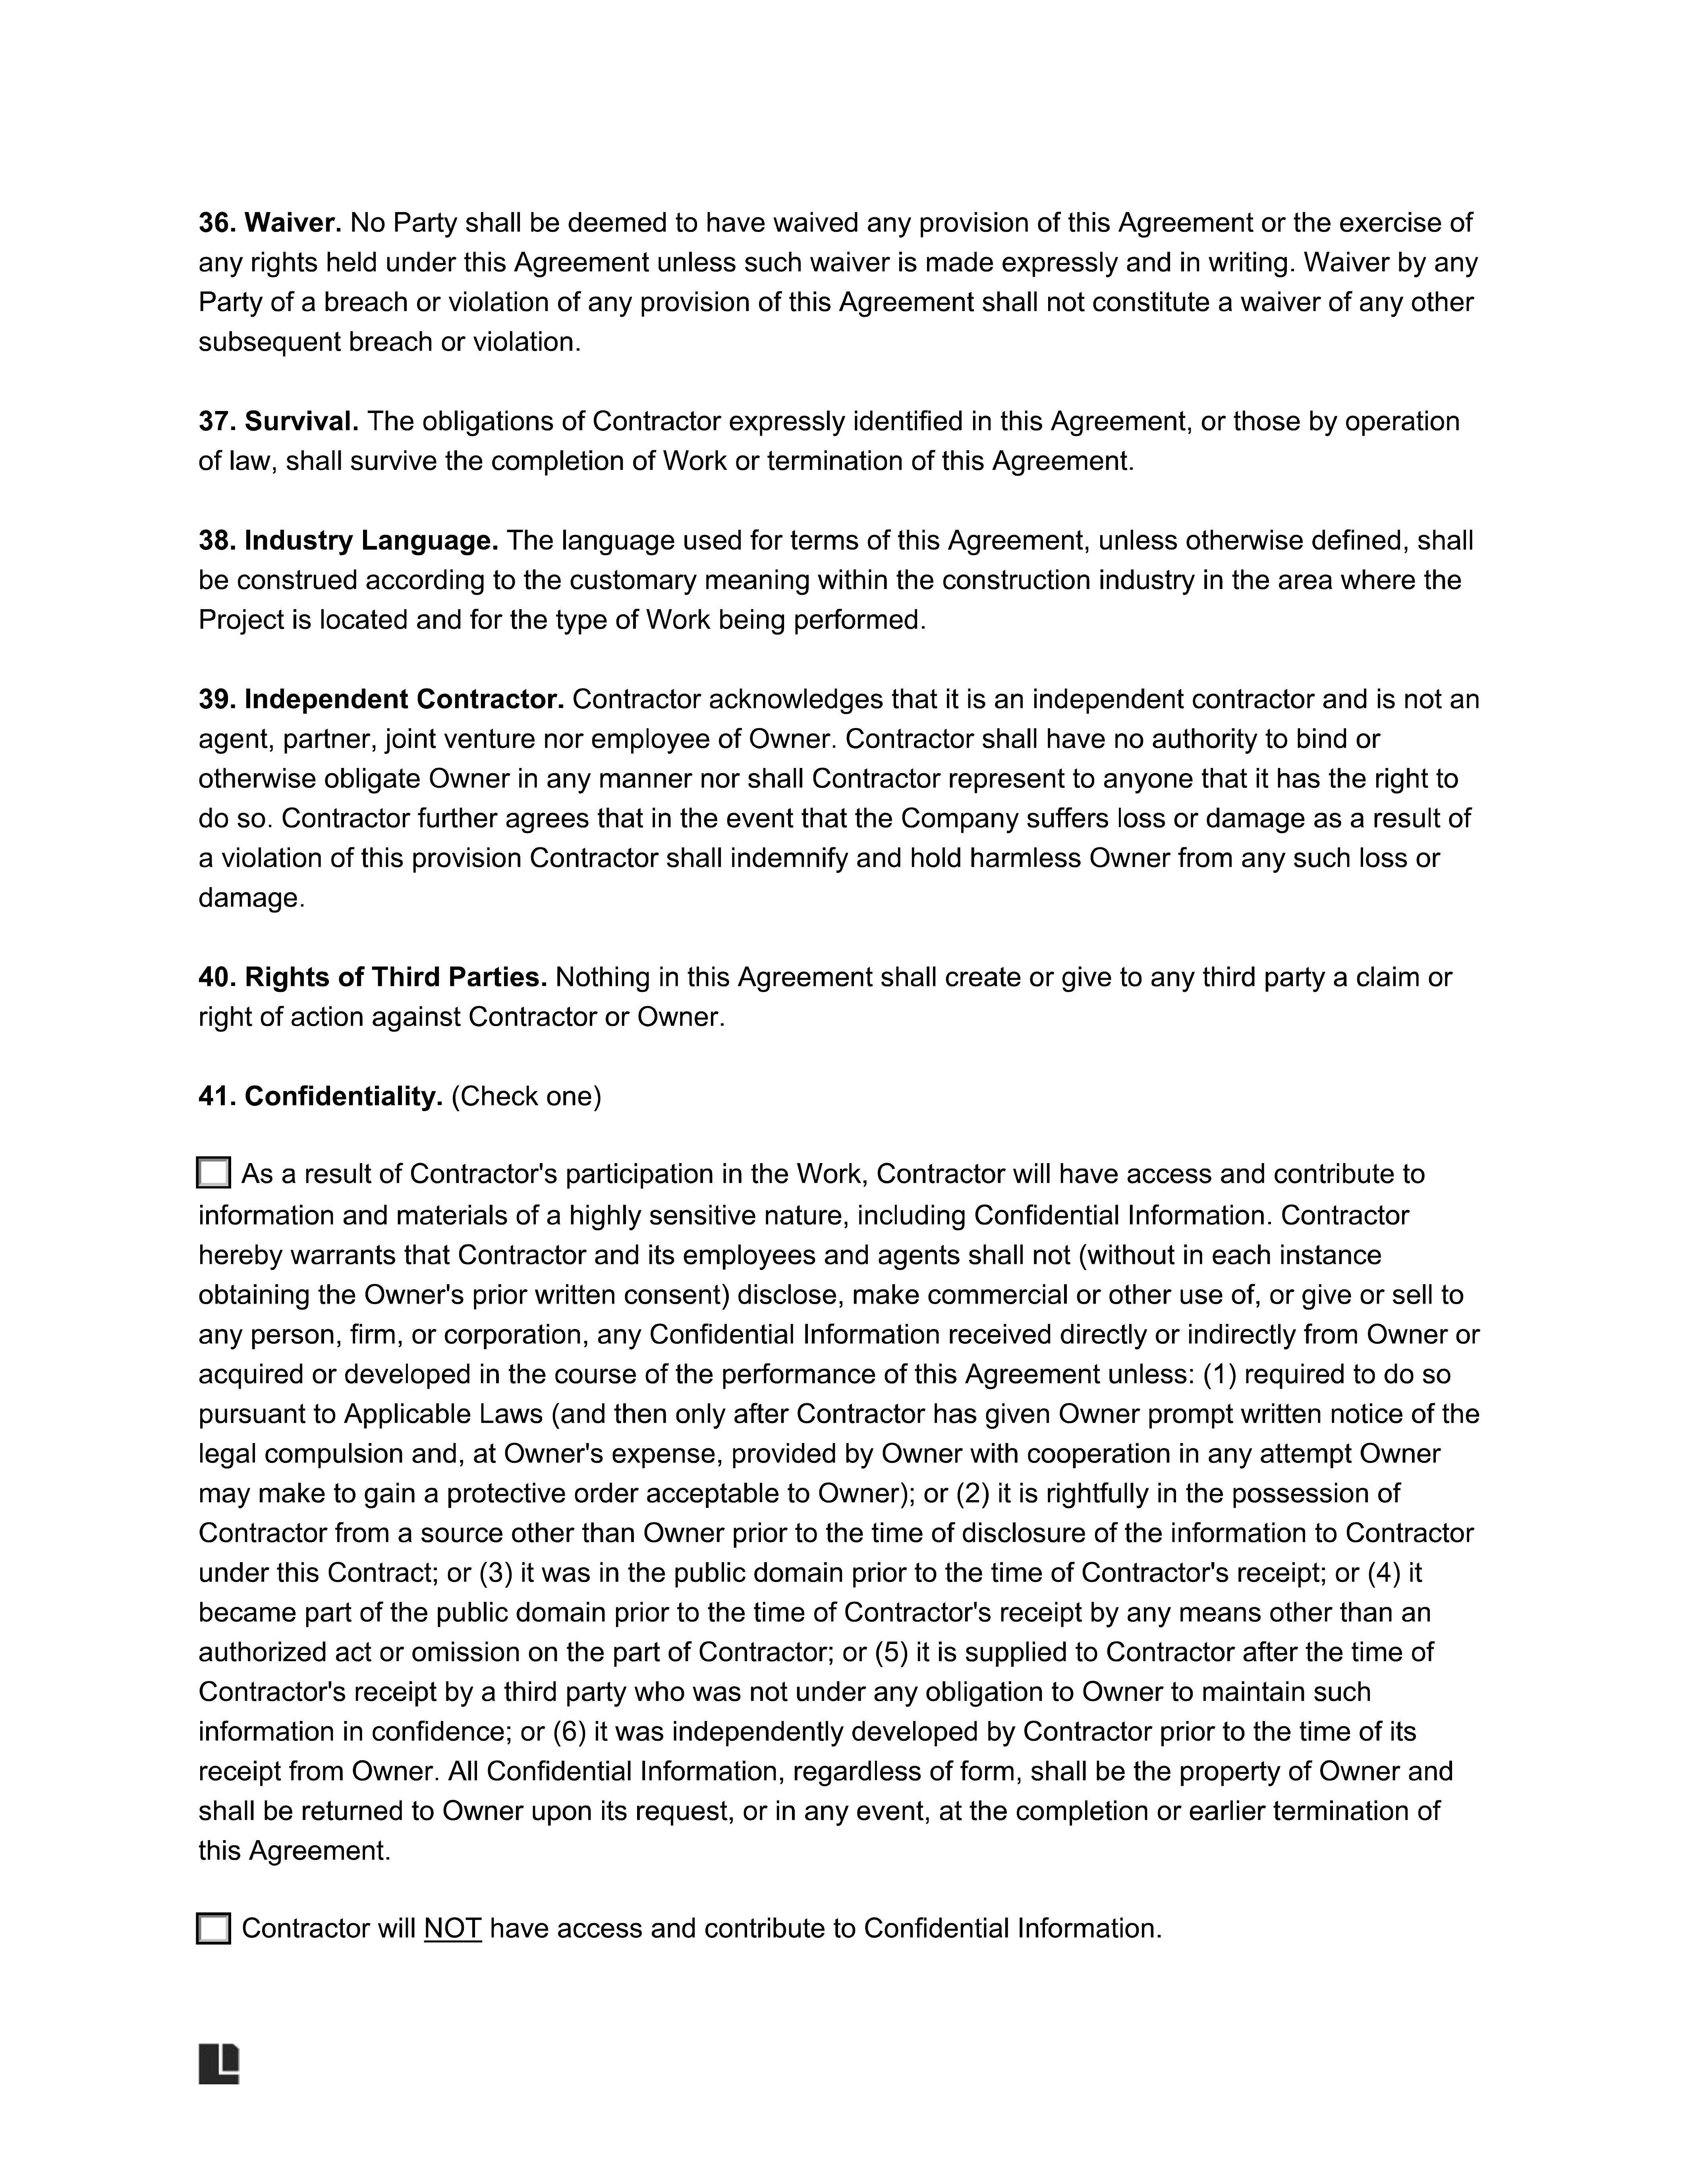 36. Waiver. No Party shall be deemed to have waived any provision of this Agreement or the exercise of
any rights held under this Agreement unless such waiver is made expressly and in writing. Waiver by any
Party of a breach or violation of any provision of this Agreement shall not constitute a waiver of any other
subsequent breach or violation.
37. Survival. The obligations of Contractor expressly identified in this Agreement, or those by operation
of law, shall survive the completion of Work or termination of this Agreement.
38. Industry Language. The language used for terms of this Agreement, unless otherwise defined, shall
be construed according to the customary meaning within the construction industry in the area where the
Project is located and for the type of Work being performed.
39. Independent Contractor. Contractor acknowledges that it is an independent contractor and is not an
agent, partner, joint venture nor employee of Owner. Contractor shall have no authority to bind or
otherwise obligate Owner in any manner nor shall Contractor represent to anyone that it has the right to
do so. Contractor further agrees that in the event that the Company suffers loss or damage as a result of
a violation of this provision Contractor shall indemnify and hold harmless Owner from any such loss or
damage.
40. Rights of Third Parties. Nothing in this Agreement shall create or give to any third party a claim or
right of action against Contractor or Owner.
41. Confidentiality. (Check one)
As a result of Contractor's participation in the Work, Contractor will have access and contribute to
information and materials of a highly sensitive nature, including Confidential Information. Contractor
hereby warrants that Contractor and its employees and agents shall not (without in each instance
obtaining the Owner's prior written consent) disclose, make commercial or other use of, or give or sell to
any person, firm, or corporation, any Confidential Information received directly or indirectly from Owner or
acquired or developed in the course of the performance of this Agreement unless: (1) required to do so
pursuant to Applicable Laws (and then only after Contractor has given Owner prompt written notice of the
legal compulsion and, at Owner's expense, provided by Owner with cooperation in any attempt Owner
may make to gain a protective order acceptable to Owner); or (2) it is rightfully in the possession of
Contractor from a source other than Owner prior to the time of disclosure of the information to Contractor
under this Contract; or (3) it was in the public domain prior to the time of Contractor's receipt; or (4) it
became part of the public domain prior to the time of Contractor's receipt by any means other than an
authorized act or omission on the part of Contractor; or (5) it is supplied to Contractor after the time of
Contractor's receipt by a third party who was not under any obligation to Owner to maintain such
information in confidence; or (6) it was independently developed by Contractor prior to the time of its
receipt from Owner. All Confidential Information, regardless of form, shall be the property of Owner and
shall be returned to Owner upon its request, or in any event, at the completion or earlier termination of
this Agreement.
Contractor will NOT have access and contribute to Confidential Information.